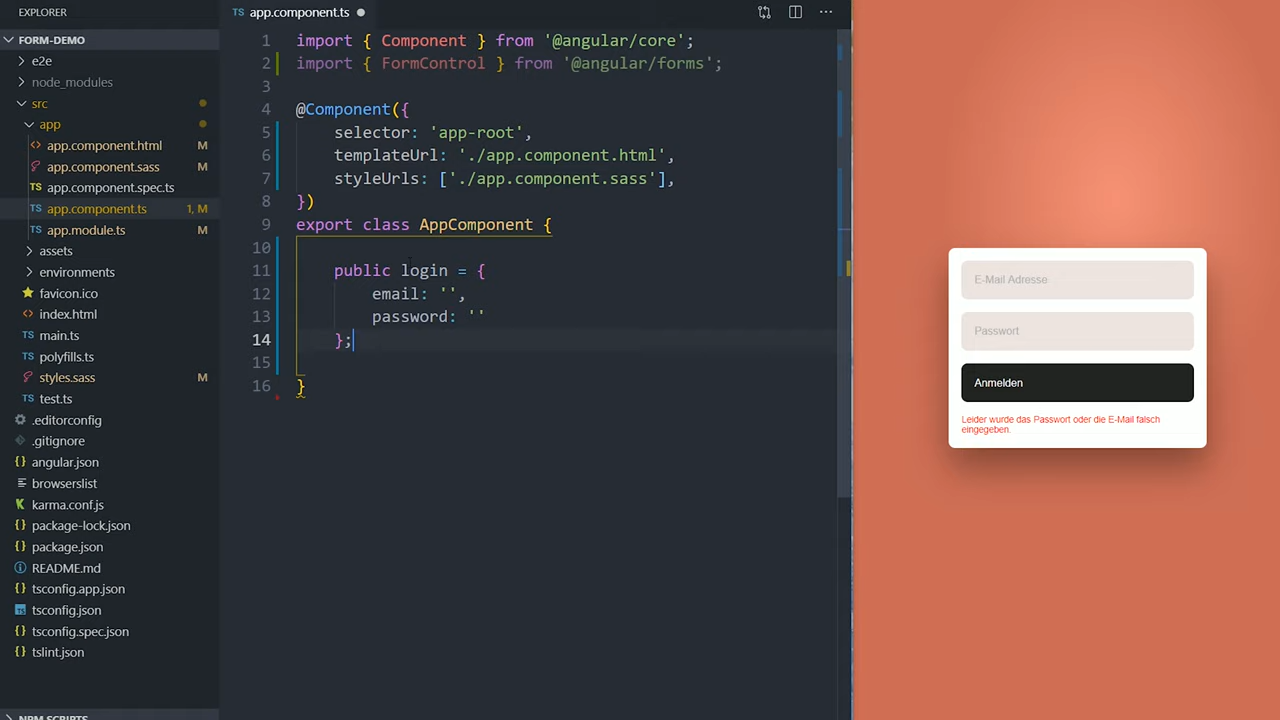 EXPLORER
FORM-DEMO
e2e
node_modules
src
app
app.component.html M
app.component.sass M
TS app.component.spec.ts
TS app.component.ts 1, M
TS app.module.ts M
assets
environments
favicon.ico
index.html
TS main.ts
TS polyfills.ts
styles.sass M
TS test.ts
.editorconfig
.gitignore
angular.json
browserslist
karma.conf.js
package-lock.json
package.json
README.md
tsconfig.app.json
tsconfig.json
tsconfig.spec.json
tslint.json
NPM SCRIPTS
TS app.component.ts
1 import { Component } from '@angular/core';
2 import { FormControl } from '@angular/forms';
3
4 @Component({
5 selector: 'app-root',
6 templateUrl: './app.component.html',
7 styleUrls: ['./app.component.sass'],
8 })
9 export class AppComponent {
10
11 public login = {
12 email: '',
13 password: ''
14 };
15
16 }
E-Mail Adresse
Passwort
Anmelden
Leider wurde das Passwort oder die E-Mail falsch
eingegeben.